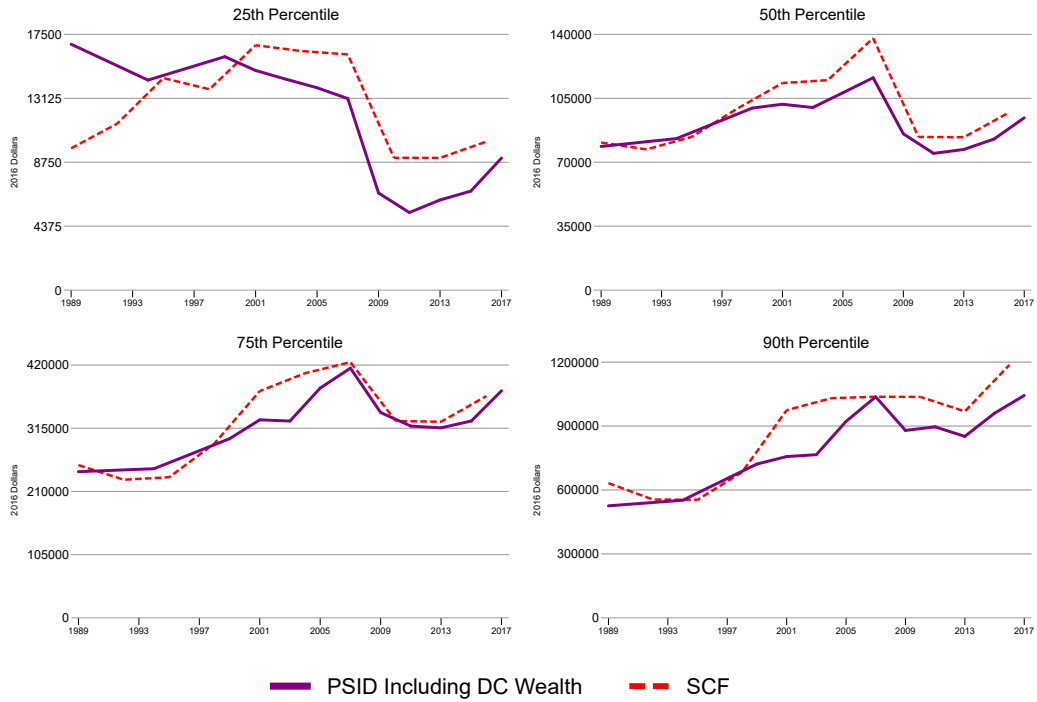 25th Percentile
17500
13125
8750
4375
0
2016 Dollars
1989 1993 1997 2001 2005 2009 2013 2017
50th Percentile
140000
105000
70000
35000
0
2016 Dollars
1989 1993 1997 2001 2005 2009 2013 2017
75th Percentile
420000
315000
210000
105000
0
2016 Dollars
1989 1993 1997 2001 2005 2009 2013 2017
90th Percentile
1200000
900000
600000
300000
0
2016 Dollars
1989 1993 1997 2001 2005 2009 2013 2017
PSID Including DC Wealth SCF